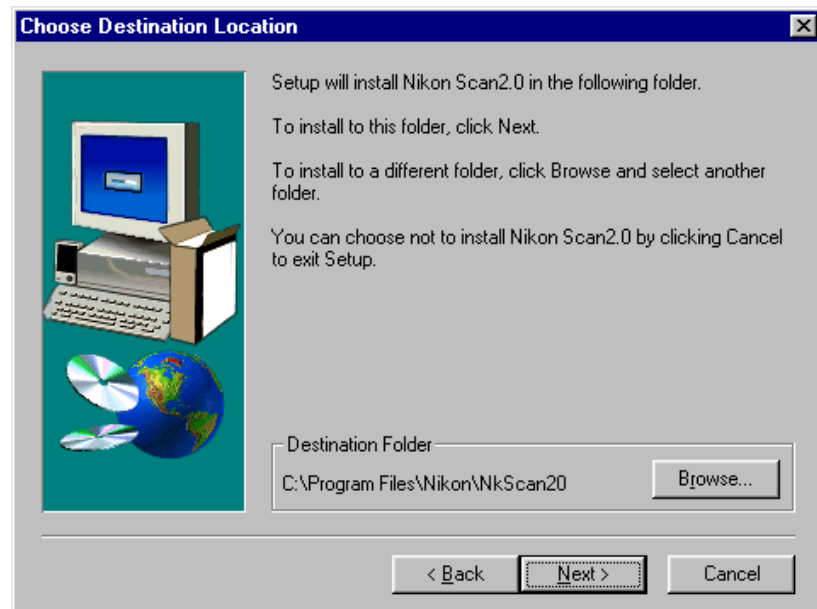 Choose Destination Location
Setup will install Nikon Scan2.0 in the following folder.
To install to this folder, click Next.
To install to a different folder, click Browse and select another
folder.
You can choose not to install Nikon Scan2.0 by clicking Cancel
to exit Setup.
Destination Folder
C:\Program Files\Nikon\NkScan20
Browse...
< Back
Next >
Cancel